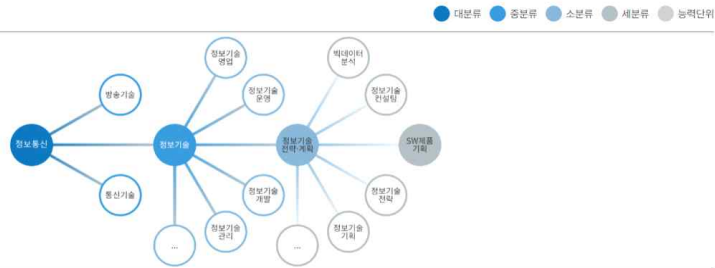 대분류 중분류 소분류 세분류 능력단위
정보기술
영업
빅데이터
분석
방송기술
정보기술
운영
정보기술
컨설팅
정보통신
정보기술
정보기술
전략·계획
SW제품
기획
통신기술
정보기술
개발
정보기술
전략
...
정보기술
관리
...
정보기술
기획